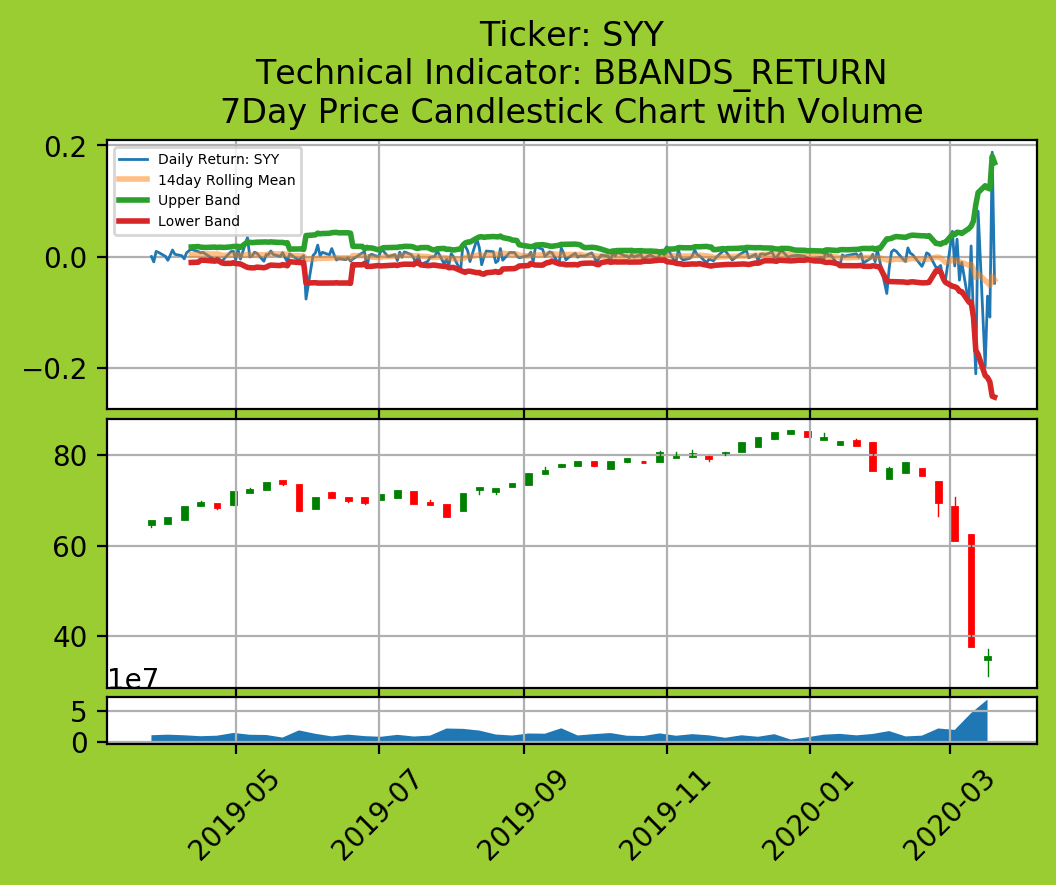 Ticker: SYY
Technical Indicator: BBANDS_RETURN
7Day Price Candlestick Chart with Volume
0.2
0.0
−0.2
Daily Return: SYY
14day Rolling Mean
Upper Band
Lower Band
80
60
40
1e7
5
0
2019-05
2019-07
2019-09
2019-11
2020-01
2020-03